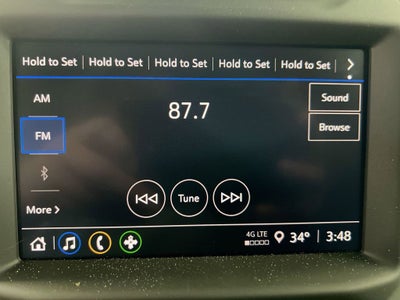 Hold to Set | Hold to Set | Hold to Set | Hold to Set | Hold to Set |
AM
87.7
Sound
FM
Browse
Tune
More
4G LTE
34° | 3:48